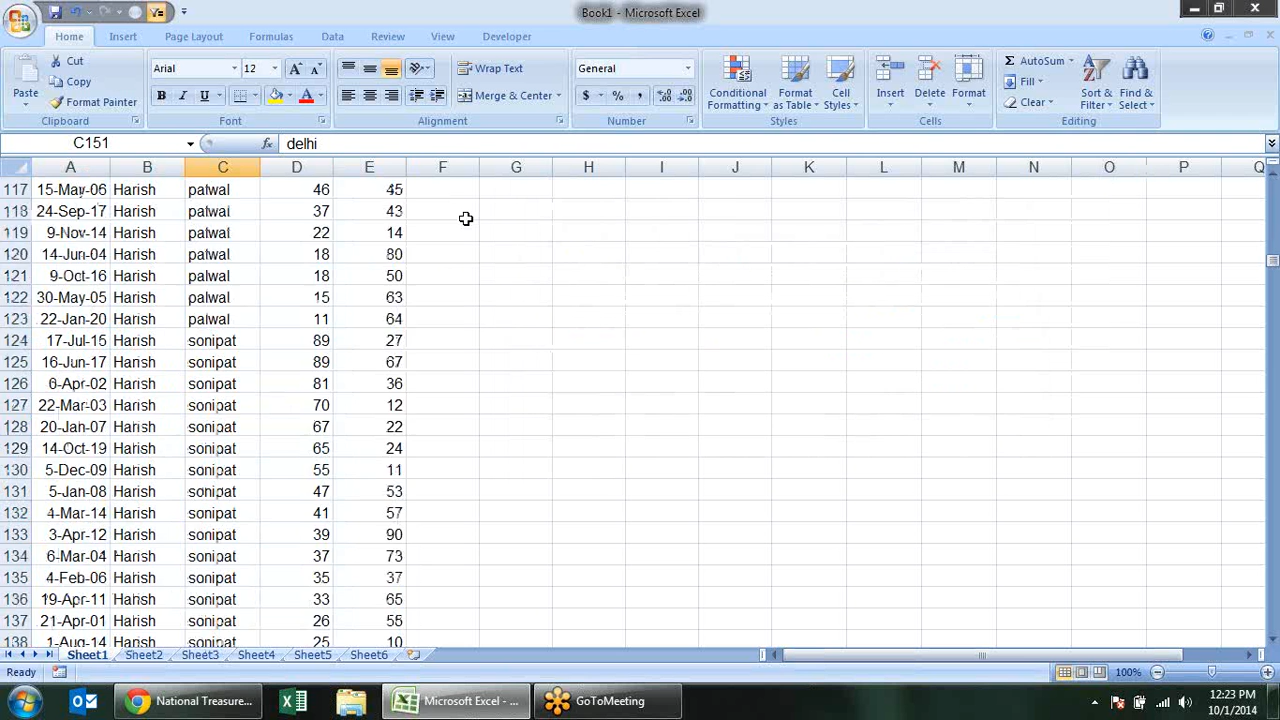 Book1 - Microsoft Excel
Home Insert Page Layout Formulas Data Review View Developer
Paste Cut Copy Format Painter Clipboard
Arial 12 A A B I U A Font
Wrap Text Merge & Center Alignment
General $ % , Number
Conditional Formatting Format as Table Cell Styles Styles
Insert Delete Format Cells
AutoSum Fill Clear Sort & Filter Find & Select Editing
C151 fx delhi
A B C D E F G H I J K L M N O P Q
117 15-May-06 Harish palwal 46 45
118 24-Sep-17 Harish palwal 37 43
119 9-Nov-14 Harish palwal 22 14
120 14-Jun-04 Harish palwal 18 80
121 9-Oct-16 Harish palwal 18 50
122 30-May-05 Harish palwal 15 63
123 22-Jan-20 Harish palwal 11 64
124 17-Jul-15 Harish sonipat 89 27
125 16-Jun-17 Harish sonipat 89 67
126 6-Apr-02 Harish sonipat 81 36
127 22-Mar-03 Harish sonipat 70 12
128 20-Jan-07 Harish sonipat 67 22
129 14-Oct-19 Harish sonipat 65 24
130 5-Dec-09 Harish sonipat 55 11
131 5-Jan-08 Harish sonipat 47 53
132 4-Mar-14 Harish sonipat 41 57
133 3-Apr-12 Harish sonipat 39 90
134 6-Mar-04 Harish sonipat 37 73
135 4-Feb-06 Harish sonipat 35 37
136 19-Apr-11 Harish sonipat 33 65
137 21-Apr-01 Harish sonipat 26 56
138 1-Aug-14 Harish sonipat 25 10
Sheet1 Sheet2 Sheet3 Sheet4 Sheet5 Sheet6
Ready 100%
National Treasure... Microsoft Excel - ... GoToMeeting
12:23 PM
10/1/2014